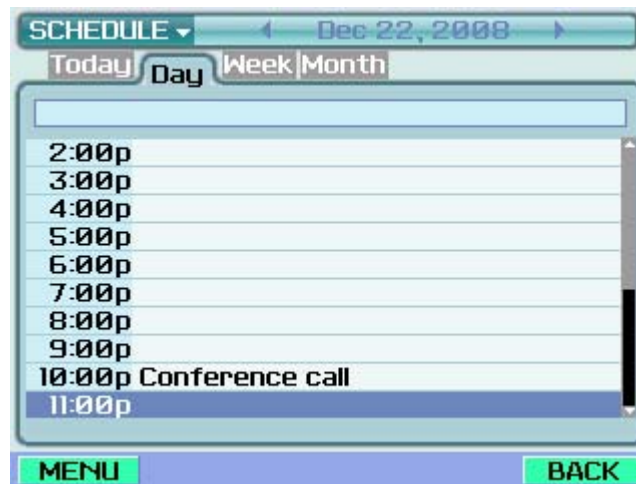 SCHEDULE Dec 22, 2008
Today Day Week Month
2:00p
3:00p
4:00p
5:00p
6:00p
7:00p
8:00p
9:00p
10:00p Conference call
11:00p
MENU BACK